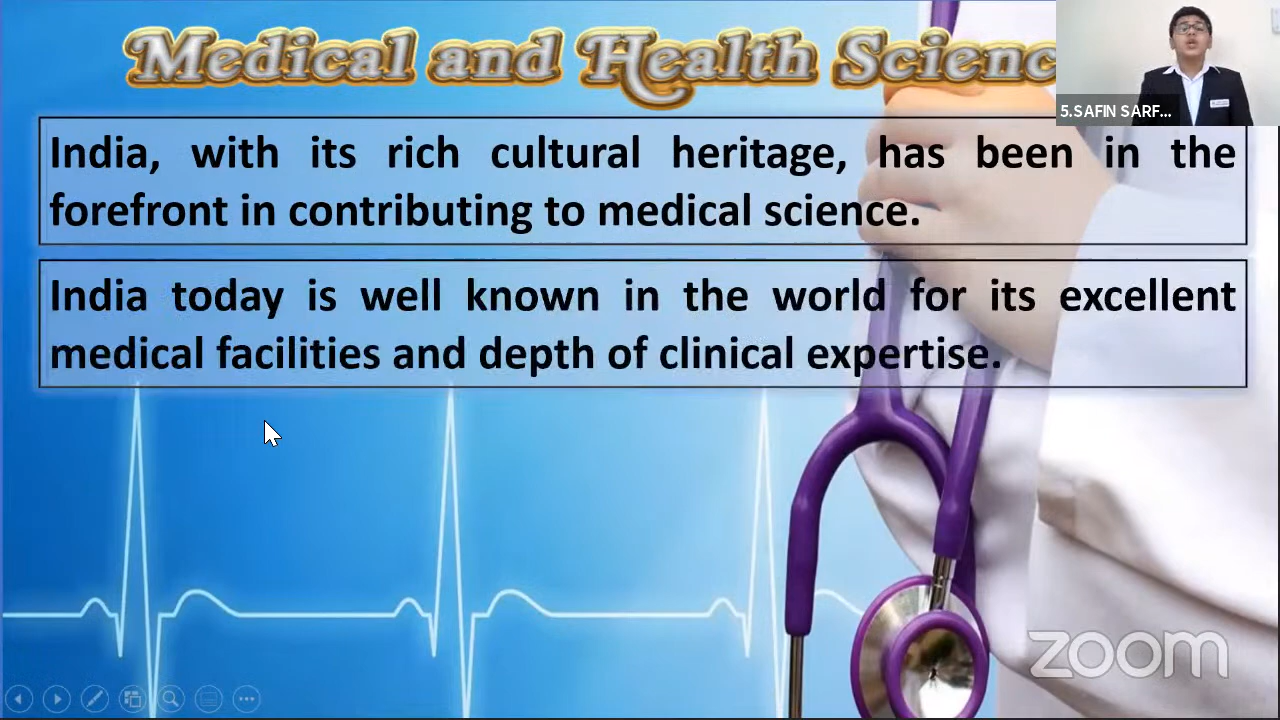 Medical and Health Scienc
5.SAFIN SARF...
India, with its rich cultural heritage, has been in the
forefront in contributing to medical science.
India today is well known in the world for its excellent
medical facilities and depth of clinical expertise.
zoom